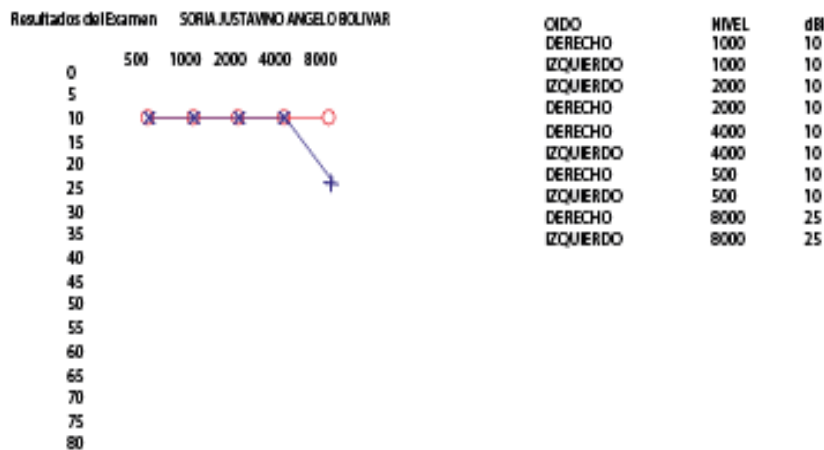 Resultados del Examen SORIA JUSTAVINO ANGELO BOLIVAR
500 1000 2000 4000 8000
0
5
10
15
20
25
30
35
40
45
50
55
60
65
70
75
80
OIDO NIVEL dBl
DERECHO 1000 10
IZQUIERDO 1000 10
IZQUIERDO 2000 10
DERECHO 2000 10
DERECHO 4000 10
IZQUIERDO 4000 10
DERECHO 500 10
IZQUIERDO 500 10
DERECHO 8000 25
IZQUIERDO 8000 25